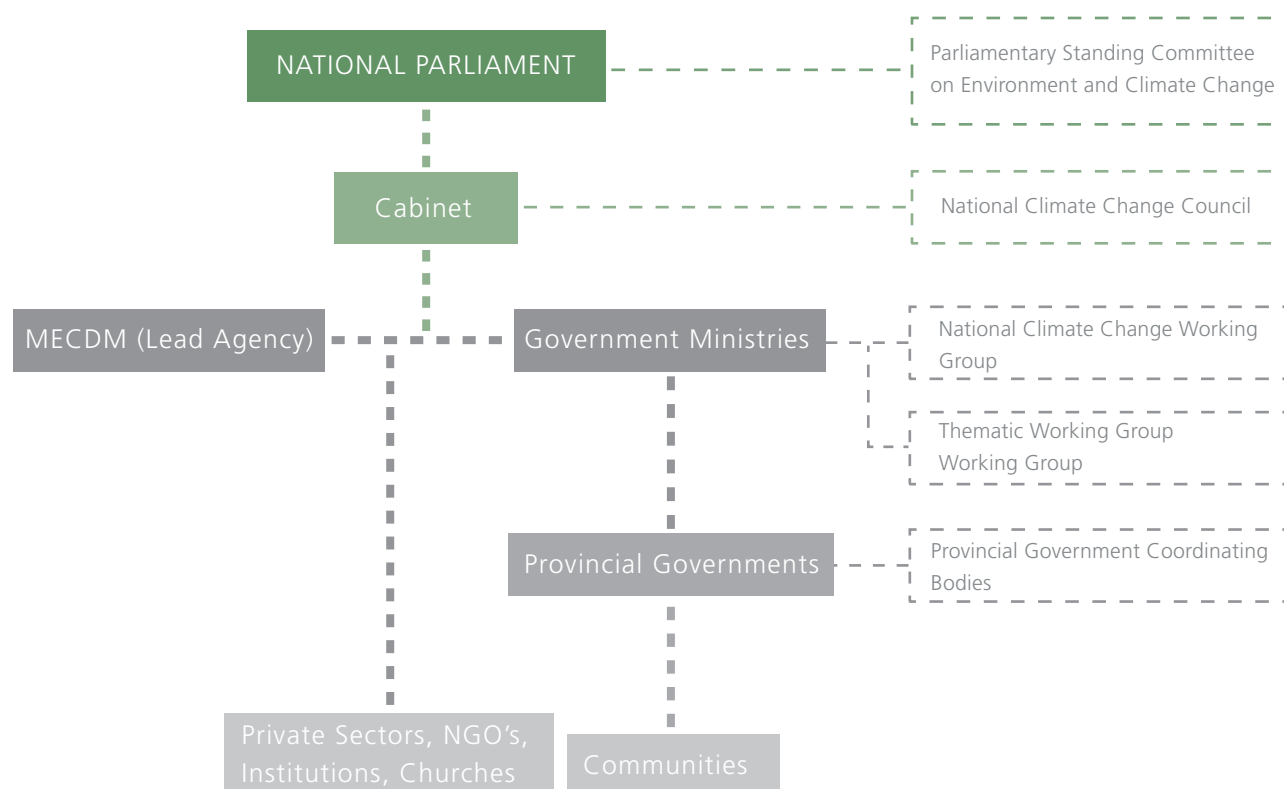 NATIONAL PARLIAMENT
Parliamentary Standing Committee
on Environment and Climate Change
Cabinet
National Climate Change Council
MECDM (Lead Agency)
Government Ministries
National Climate Change Working
Group
Thematic Working Group
Working Group
Provincial Governments
Provincial Government Coordinating
Bodies
Private Sectors, NGO’s,
Institutions, Churches
Communities